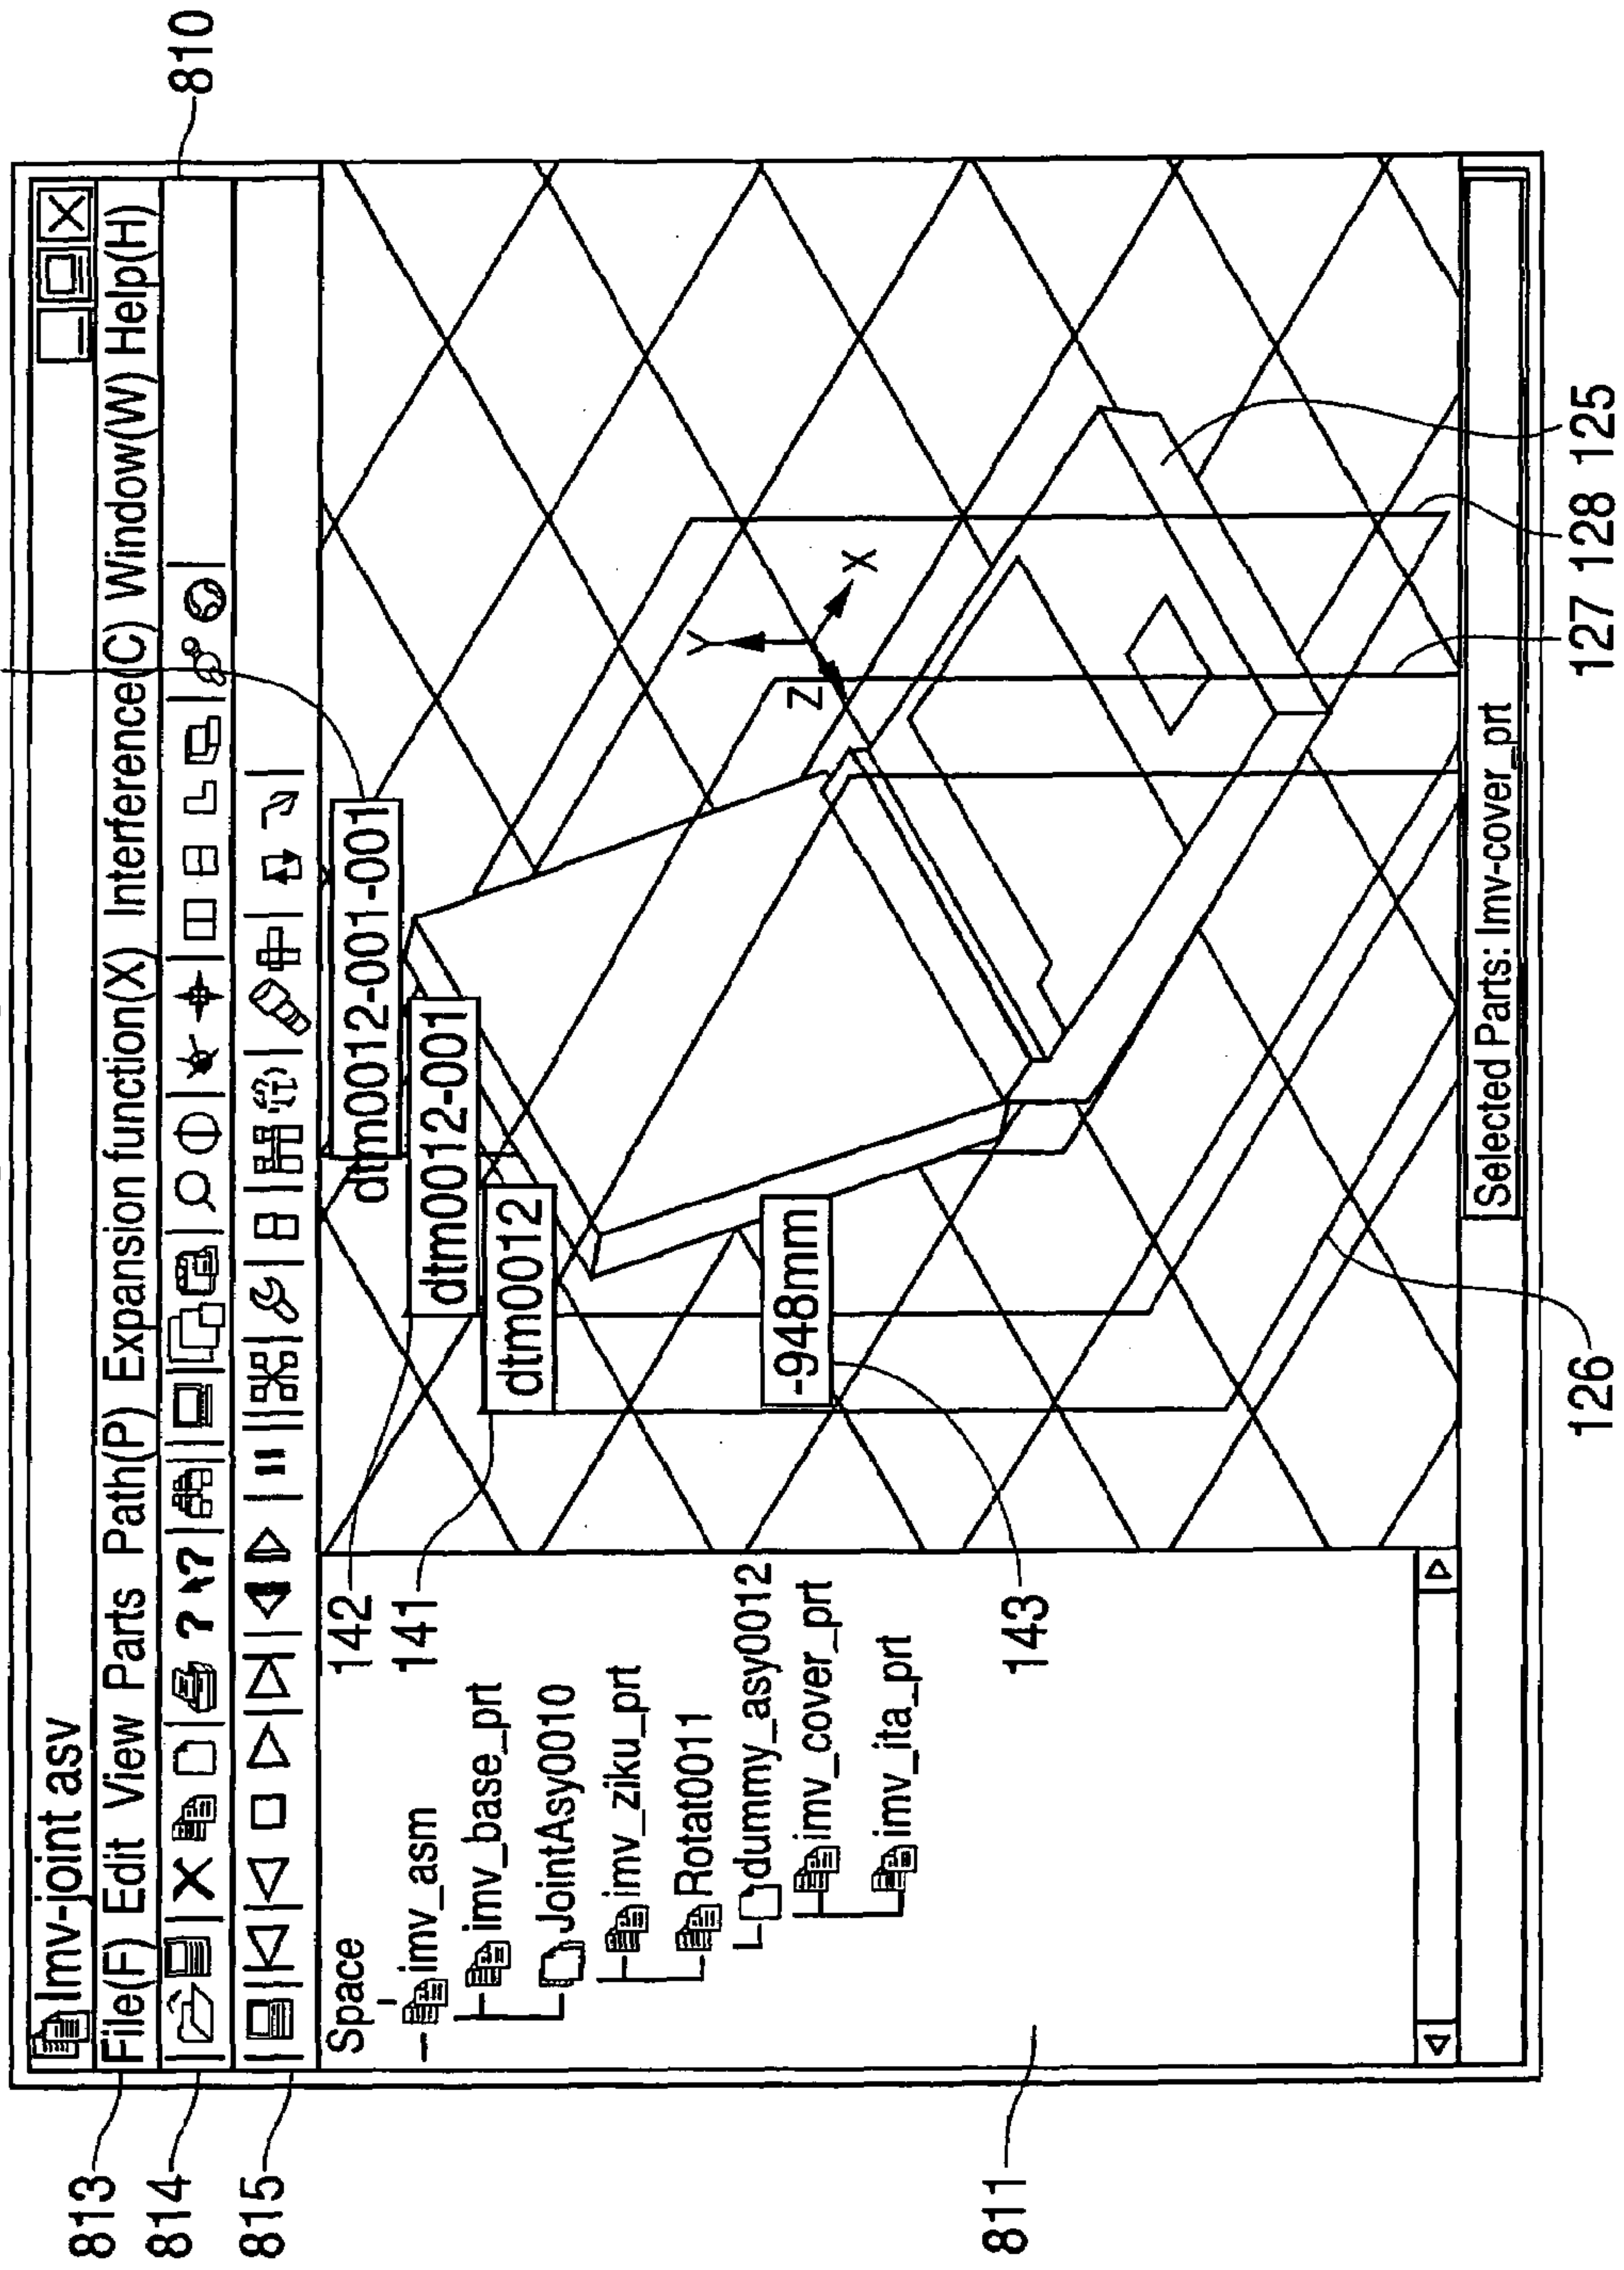 810
Imv-joint asv
813
File(F) Edit View Parts Path(P) Expansion function(X) Interference(C) Window(W) Help(H)
814
815
Space
imv_asm
imv_base_prt
JointAsy0010
imv_ziku_prt
Rotat0011
dummy_asy0012
imv_cover_prt
imv_ita_prt
811
142
141
143
dtm0012-001-001
dtm0012-001
dtm0012
-948mm
Y
X
Z
Selected Parts: Imv-cover_prt
126
127
128
125